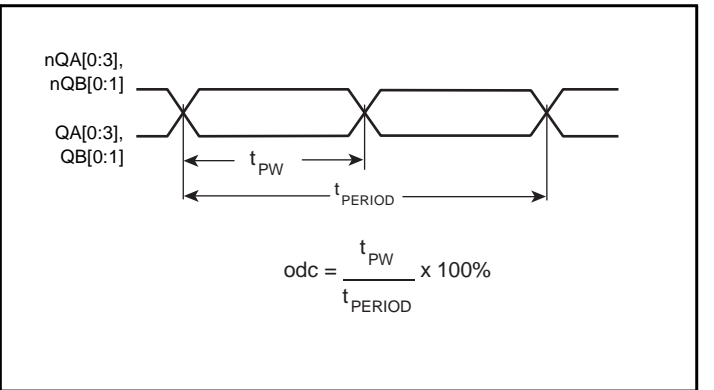 nQA[0:3],
nQB[0:1]
QA[0:3],
QB[0:1]
tPW
tPERIOD
odc = tPW / tPERIOD x 100%